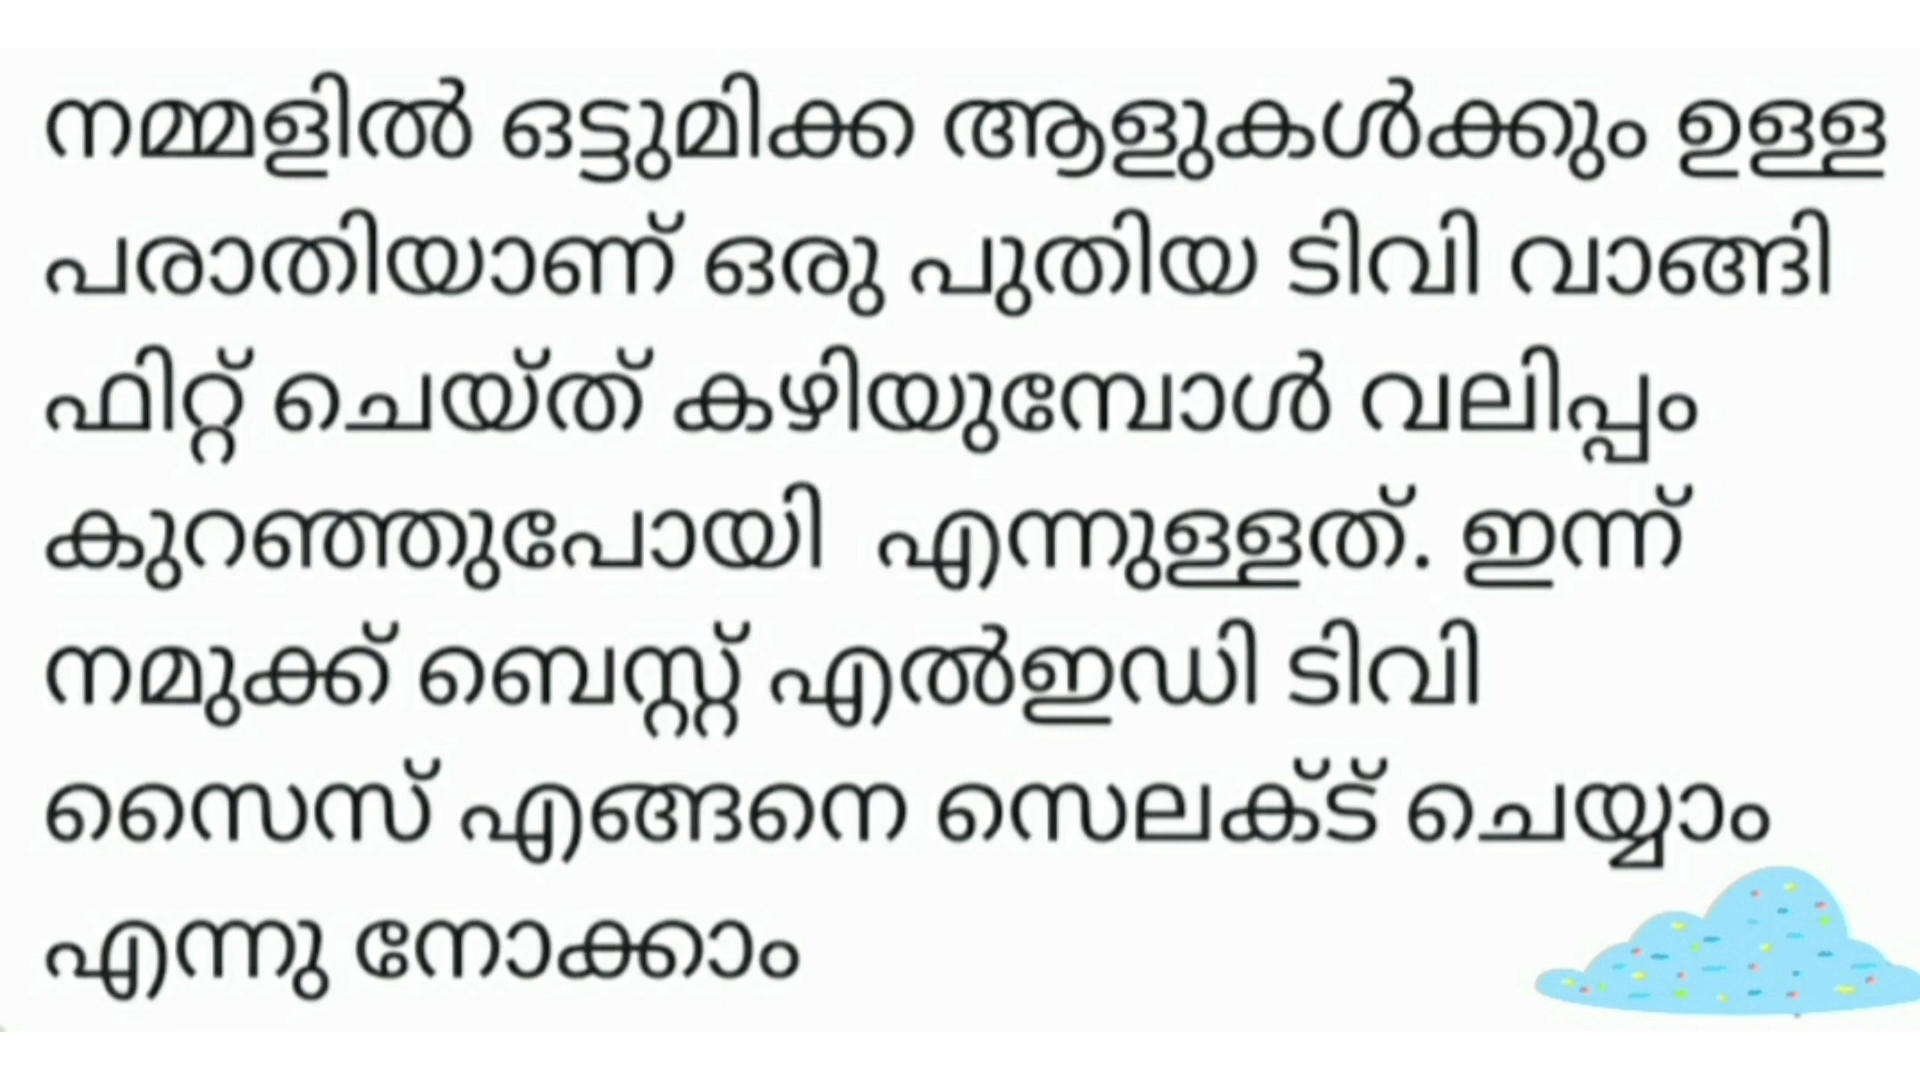 നമ്മളിൽ ഒട്ടുമിക്ക ആളുകൾക്കും ഉള്ള
പരാതിയാണ് ഒരു പുതിയ ടിവി വാങ്ങി
ഫിറ്റ് ചെയ്ത് കഴിയുമ്പോൾ വലിപ്പം
കുറഞ്ഞുപോയി  എന്നുള്ളത്. ഇന്ന്
നമുക്ക് ബെസ്റ്റ് എൽഇഡി ടിവി
സൈസ് എങ്ങനെ സെലക്ട് ചെയ്യാം
എന്നു നോക്കാം